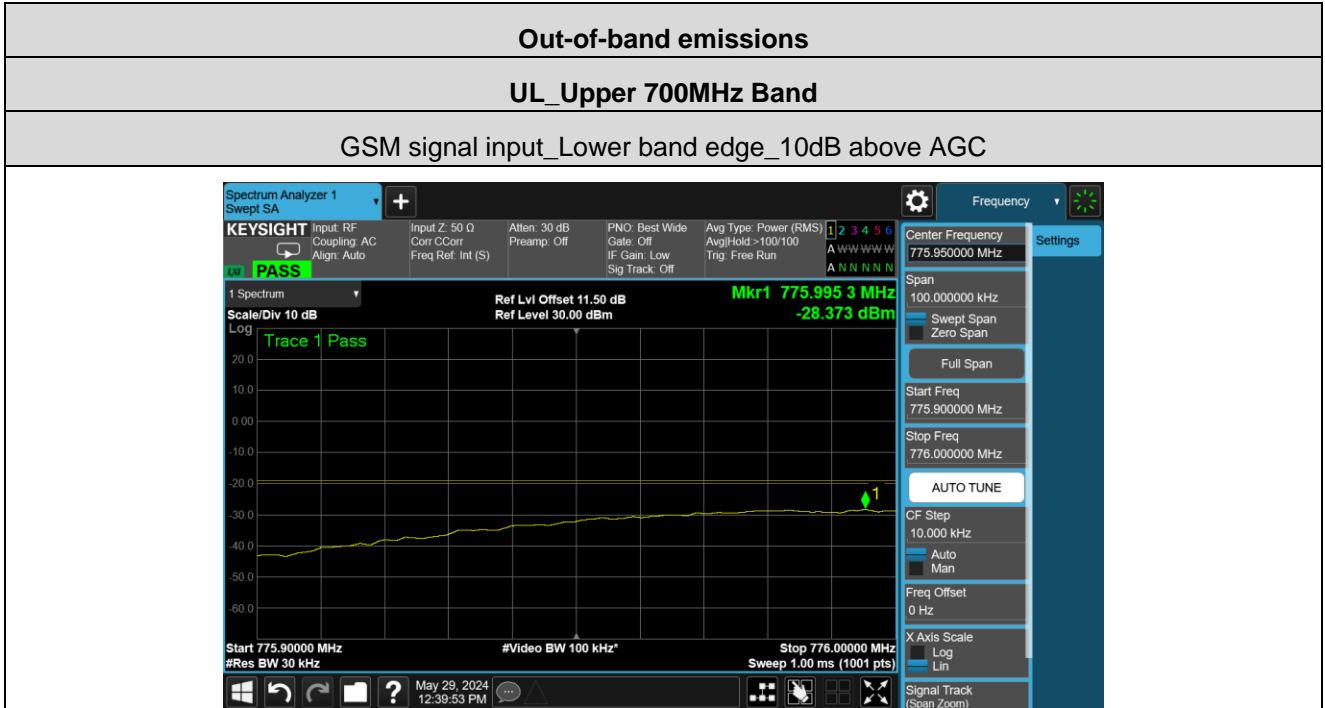 Out-of-band emissions
UL_Upper 700MHz Band
GSM signal input_Lower band edge_10dB above AGC
Spectrum Analyzer 1
Swept SA
+
Frequency
KEYSIGHT
Input: RF
Coupling: AC
Align: Auto
Input Z: 50 Ω
Corr CCorr
Freq Ref: Int (S)
Atten: 30 dB
Preamp: Off
PNO: Best Wide
Gate: Off
IF Gain: Low
Sig Track: Off
Avg Type: Power (RMS)
Avg|Hold:>100/100
Trig: Free Run
1 2 3 4 5 6
A W W W W W
A N N N N N
LXI
PASS
1 Spectrum
Scale/Div 10 dB
Ref Lvl Offset 11.50 dB
Ref Level 30.00 dBm
Mkr1 775.995 3 MHz
-28.373 dBm
Log
Trace 1 Pass
20.0
10.0
0.00
-10.0
-20.0
-30.0
-40.0
-50.0
-60.0
1
Start 775.90000 MHz
#Res BW 30 kHz
#Video BW 100 kHz*
Stop 776.00000 MHz
Sweep 1.00 ms (1001 pts)
?
May 29, 2024
12:39:53 PM
Center Frequency
775.950000 MHz
Settings
Span
100.000000 kHz
Swept Span
Zero Span
Full Span
Start Freq
775.900000 MHz
Stop Freq
776.000000 MHz
AUTO TUNE
CF Step
10.000 kHz
Auto
Man
Freq Offset
0 Hz
X Axis Scale
Log
Lin
Signal Track
(Span Zoom)